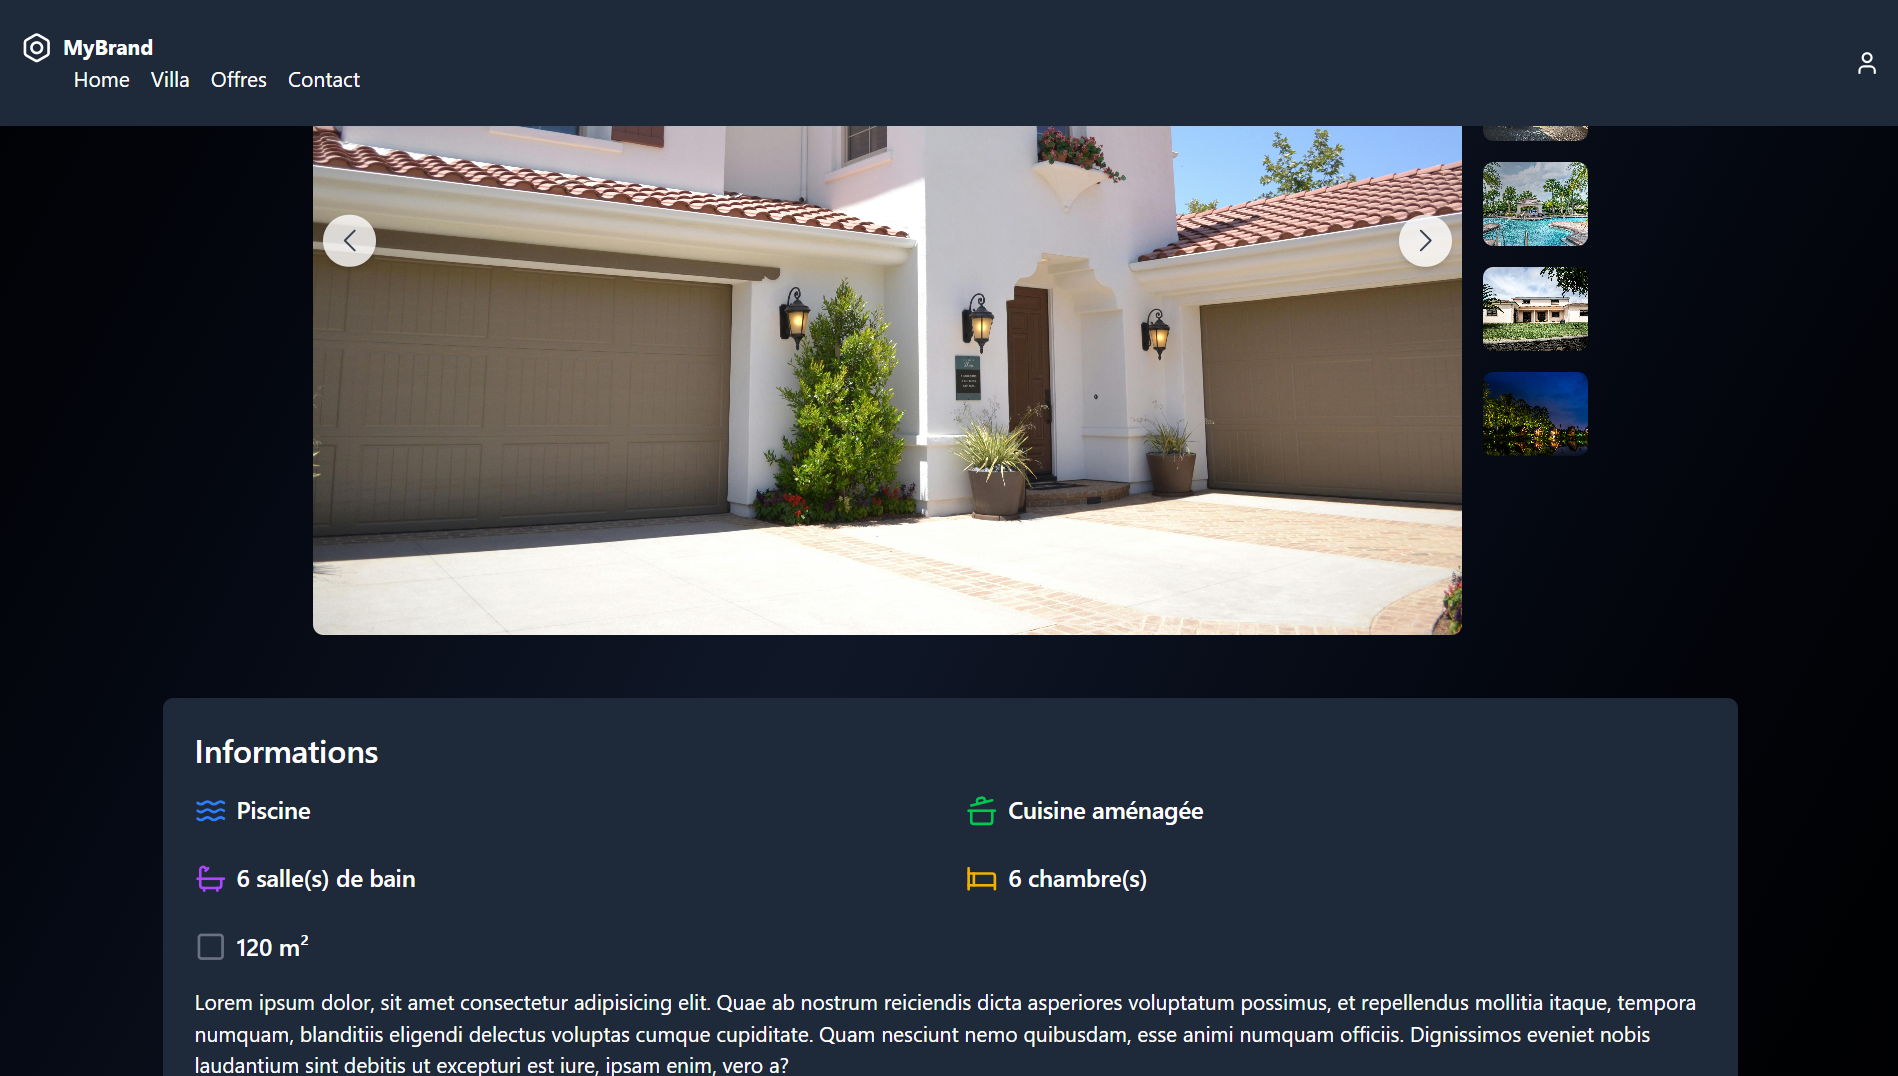 MyBrand
Home Villa Offres Contact
Informations
Piscine
Cuisine aménagée
6 salle(s) de bain
6 chambre(s)
120 m²
Lorem ipsum dolor, sit amet consectetur adipisicing elit. Quae ab nostrum reiciendis dicta asperiores voluptatum possimus, et repellendus mollitia itaque, tempora
numquam, blanditiis eligendi delectus voluptas cumque cupiditate. Quam nesciunt nemo quibusdam, esse animi numquam officiis. Dignissimos eveniet nobis
laudantium sint debitis ut excepturi est iure, ipsam enim, vero a?